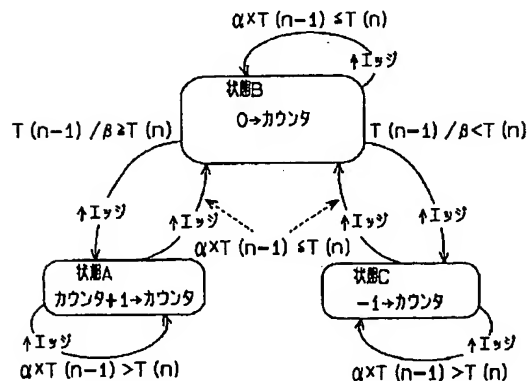 α×T(n-1)≦T(n)
↑エッジ
状態B
0→カウンタ
T(n-1)/β≧T(n)
T(n-1)/β<T(n)
↑エッジ
↑エッジ
↑エッジ
↑エッジ
α×T(n-1)≦T(n)
状態A
カウンタ+1→カウンタ
状態C
-1→カウンタ
↑エッジ
α×T(n-1)>T(n)
↑エッジ
α×T(n-1)>T(n)